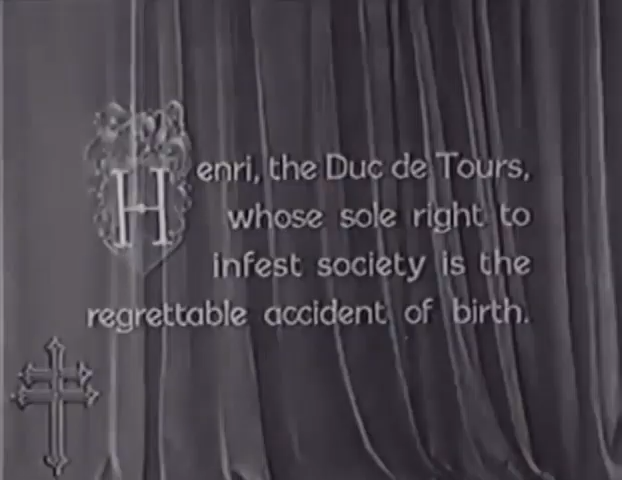 Henri, the Duc de Tours,
whose sole right to
infest society is the
regrettable accident of birth.